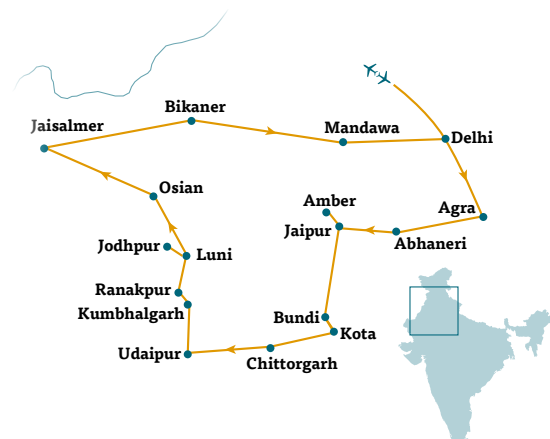 Bikaner
Jaisalmer
Mandawa
Delhi
Osian
Amber
Agra
Jaipur
Jodhpur
Abhaneri
Luni
Ranakpur
Kumbhalgarh
Bundi
Kota
Udaipur
Chittorgarh